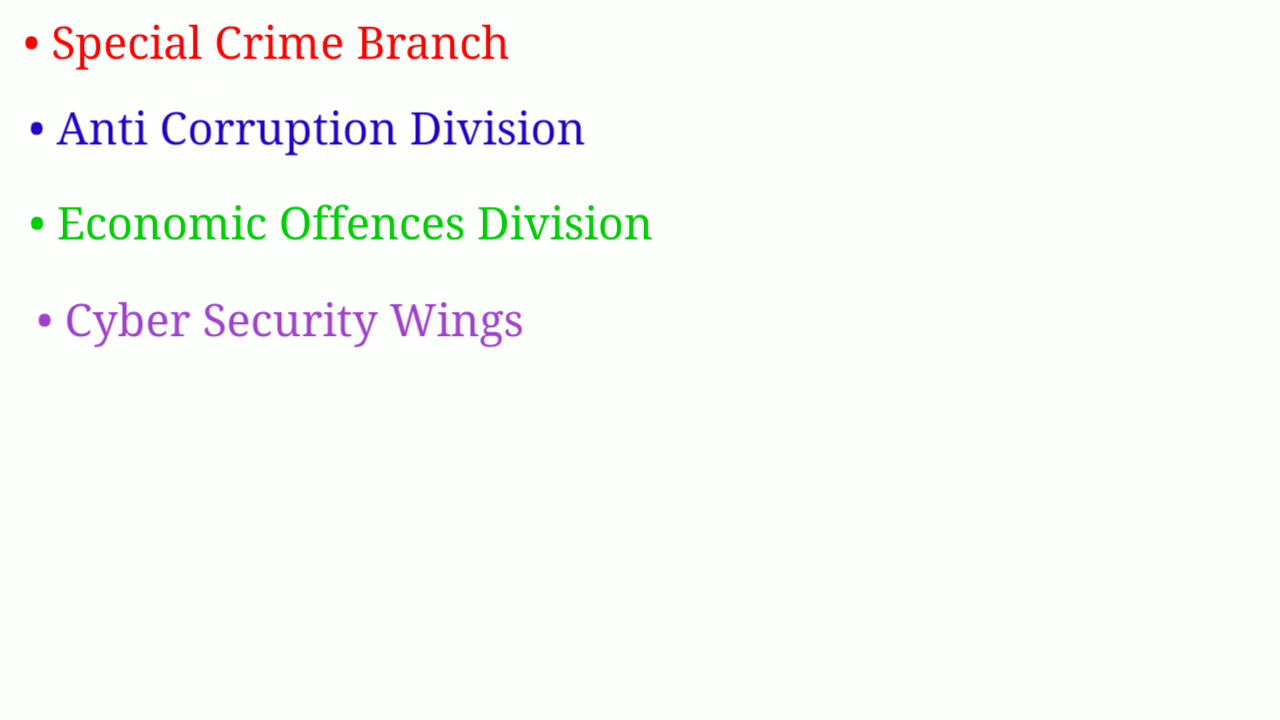 • Special Crime Branch
• Anti Corruption Division
• Economic Offences Division
• Cyber Security Wings